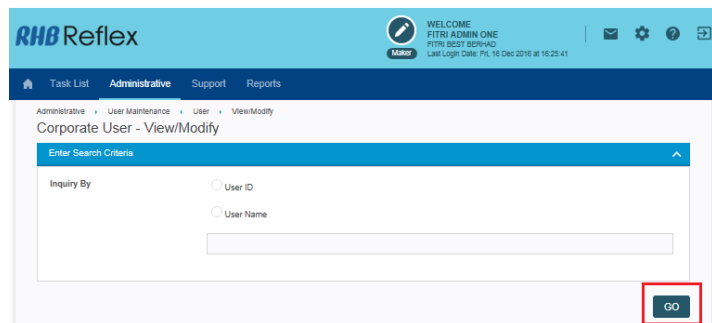 RHB Reflex
WELCOME
FITRI ADMIN ONE
FITRI BEST BERHAD
Last Login Date: Fri, 16 Dec 2016 at 16:25:41
Maker
Task List Administrative Support Reports
Administrative › User Maintenance › User › View/Modify
Corporate User - View/Modify
Enter Search Criteria
Inquiry By
User ID
User Name
GO